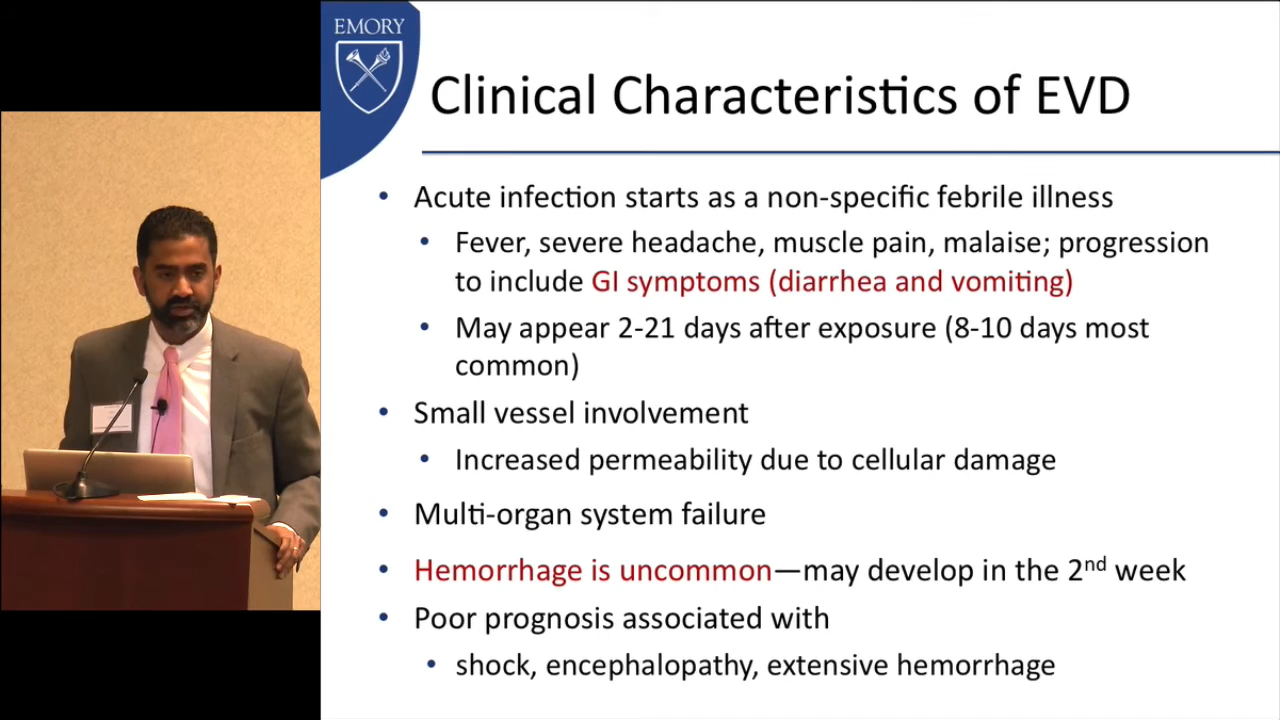 EMORY
Clinical Characteristics of EVD
• Acute infection starts as a non-specific febrile illness
• Fever, severe headache, muscle pain, malaise; progression
to include GI symptoms (diarrhea and vomiting)
• May appear 2-21 days after exposure (8-10 days most
common)
• Small vessel involvement
• Increased permeability due to cellular damage
• Multi-organ system failure
• Hemorrhage is uncommon—may develop in the 2nd week
• Poor prognosis associated with
• shock, encephalopathy, extensive hemorrhage